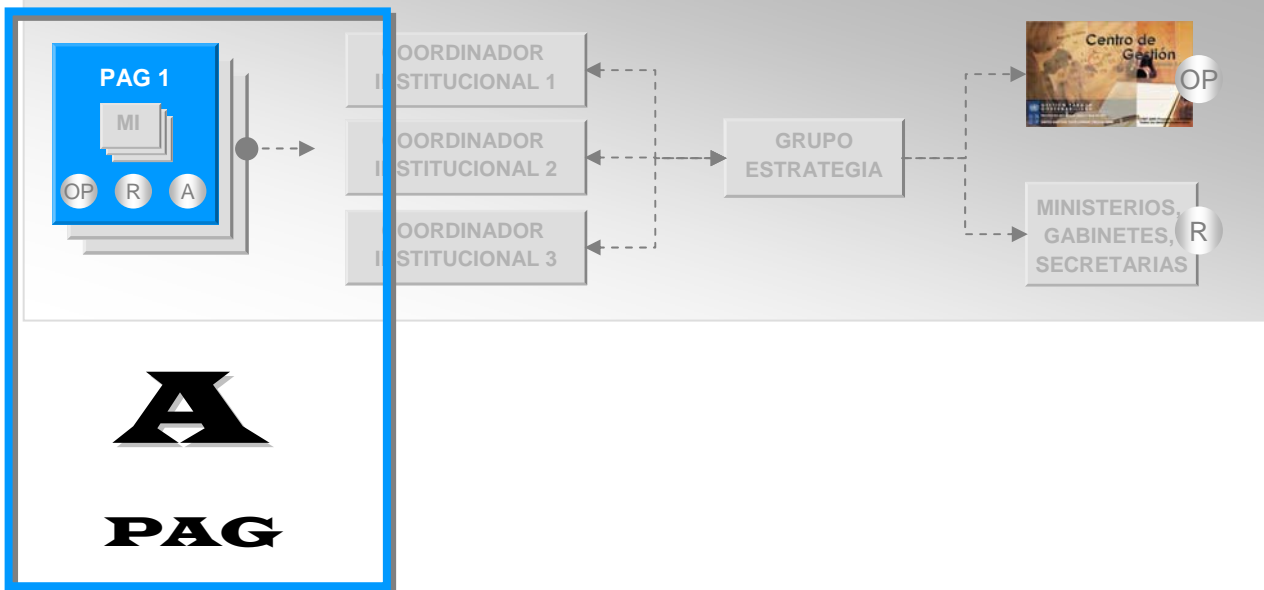 PAG 1
MI
OP R A
COORDINADOR
INSTITUCIONAL 1
COORDINADOR
INSTITUCIONAL 2
COORDINADOR
INSTITUCIONAL 3
GRUPO
ESTRATEGIA
Centro de
Gestión
OP
MINISTERIOS,
GABINETES,
SECRETARIAS
R
A
PAG